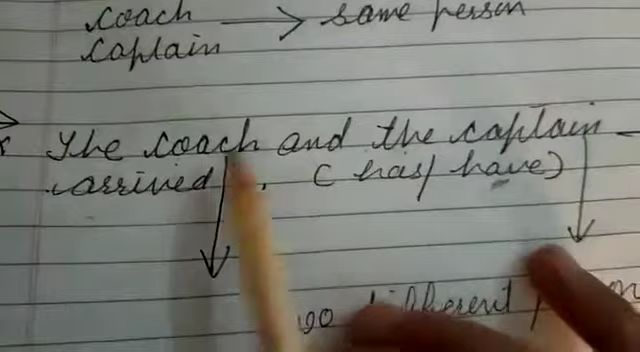 coach
captain → same person
The coach and the captain —
arrived. (has/have)
different